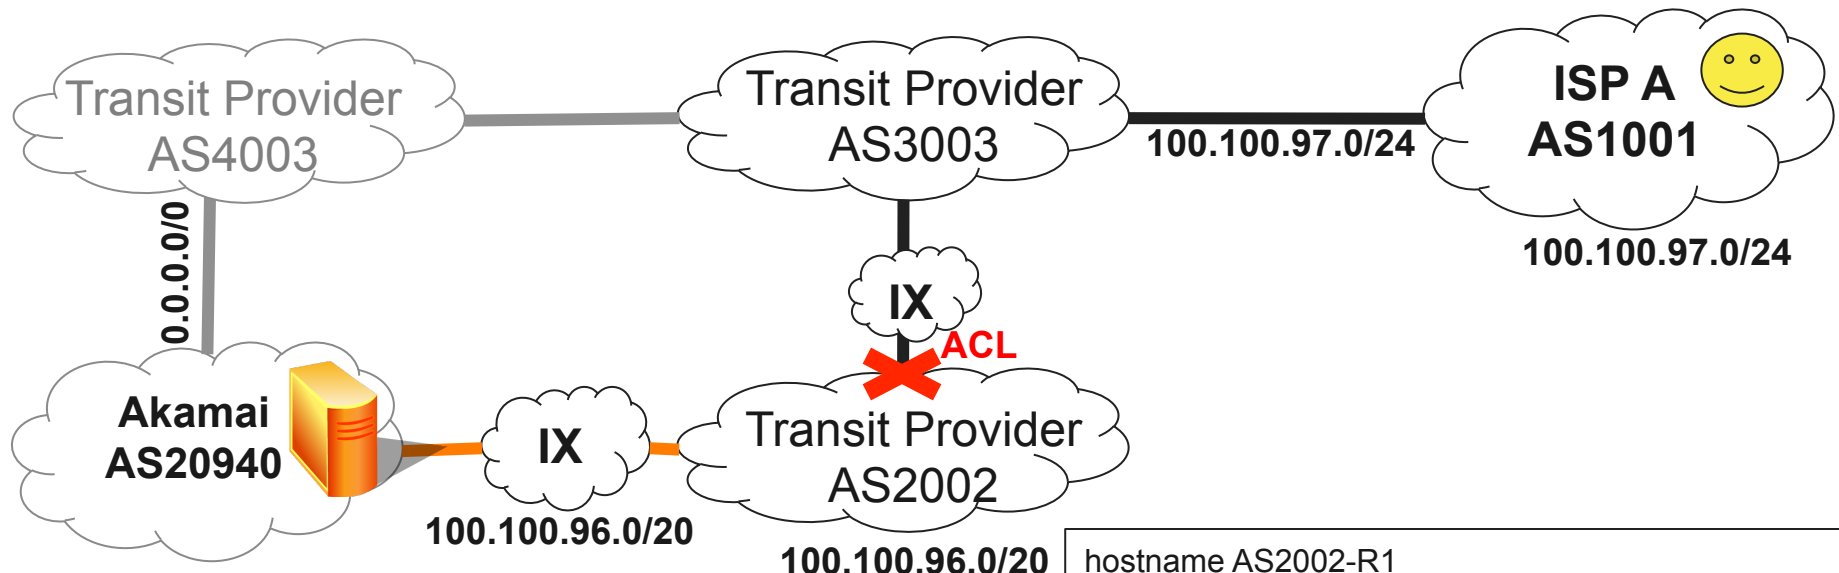 Transit Provider
AS4003
Transit Provider
AS3003
100.100.97.0/24
ISP A
AS1001
100.100.97.0/24
0.0.0.0/0
IX
ACL
Akamai
AS20940
IX
100.100.96.0/20
Transit Provider
AS2002
100.100.96.0/20
hostname AS2002-R1